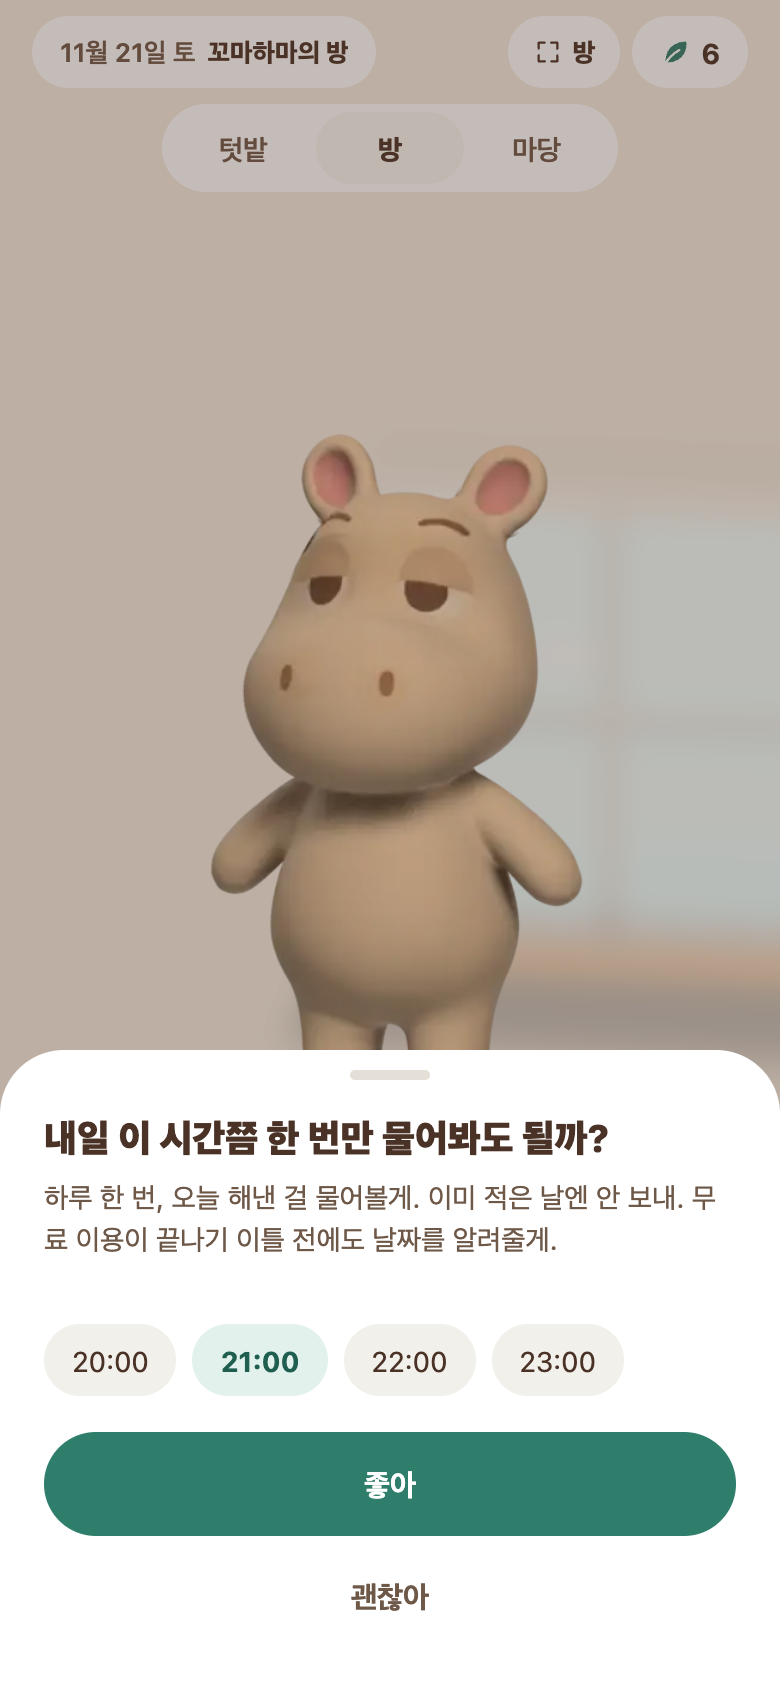 11월 21일 토 꼬마하마의 방
방
6
텃밭 방 마당
내일 이 시간쯤 한 번만 물어봐도 될까?
하루 한 번, 오늘 해낸 걸 물어볼게. 이미 적은 날엔 안 보내. 무
료 이용이 끝나기 이틀 전에도 날짜를 알려줄게.
20:00 21:00 22:00 23:00
좋아
괜찮아